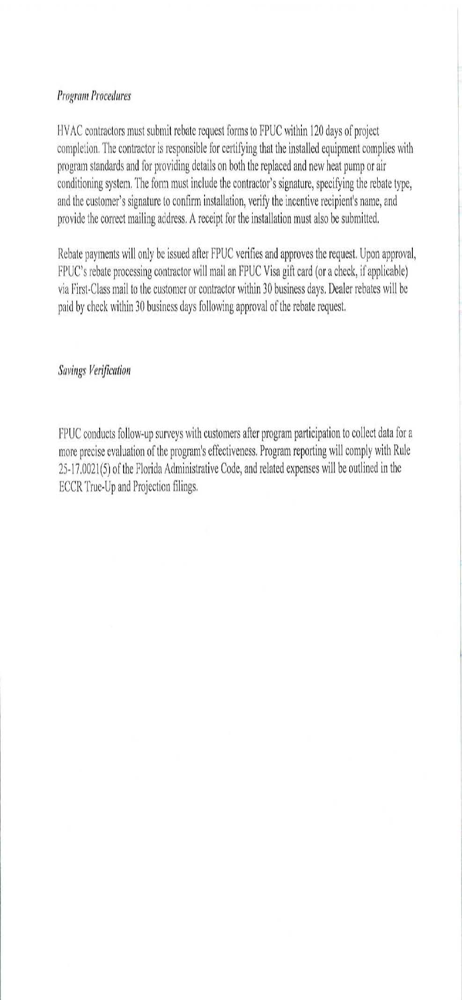 Program Procedures
HVAC contractors must submit rebate request forms to FPUC within 120 days of project
completion. The contractor is responsible for certifying that the installed equipment complies with
program standards and for providing details on both the replaced and new heat pump or air
conditioning system. The form must include the contractor's signature, specifying the rebate type,
and the customer's signature to confirm installation, verify the incentive recipient's name, and
provide the correct mailing address. A receipt for the installation must also be submitted.
Rebate payments will only be issued after FPUC verifies and approves the request. Upon approval,
FPUC's rebate processing contractor will mail an FPUC Visa gift card (or a check, if applicable)
via First-Class mail to the customer or contractor within 30 business days. Dealer rebates will be
paid by check within 30 business days following approval of the rebate request.
Savings Verification
FPUC conducts follow-up surveys with customers after program participation to collect data for a
more precise evaluation of the program's effectiveness. Program reporting will comply with Rule
25-17.0021(5) of the Florida Administrative Code, and related expenses will be outlined in the
ECCR True-Up and Projection filings.